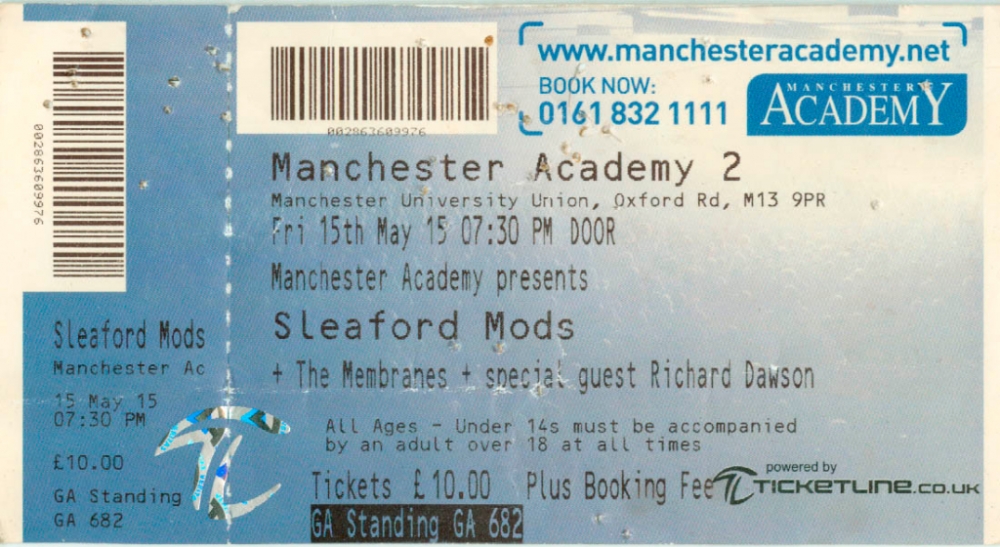 002863609976
Sleaford Mods
Manchester Ac
15 May 15
07:30 PM
£10.00
GA Standing
GA 682
002863609976
www.manchesteracademy.net
BOOK NOW:
0161 832 1111
MANCHESTER
ACADEMY
Manchester Academy 2
Manchester University Union, Oxford Rd, M13 9PR
Fri 15th May 15 07:30 PM DOOR
Manchester Academy presents
Sleaford Mods
+ The Membranes + special guest Richard Dawson
All Ages - Under 14s must be accompanied
by an adult over 18 at all times
Tickets £10.00 Plus Booking Fee
GA Standing GA 682
powered by
TICKETLINE.CO.UK